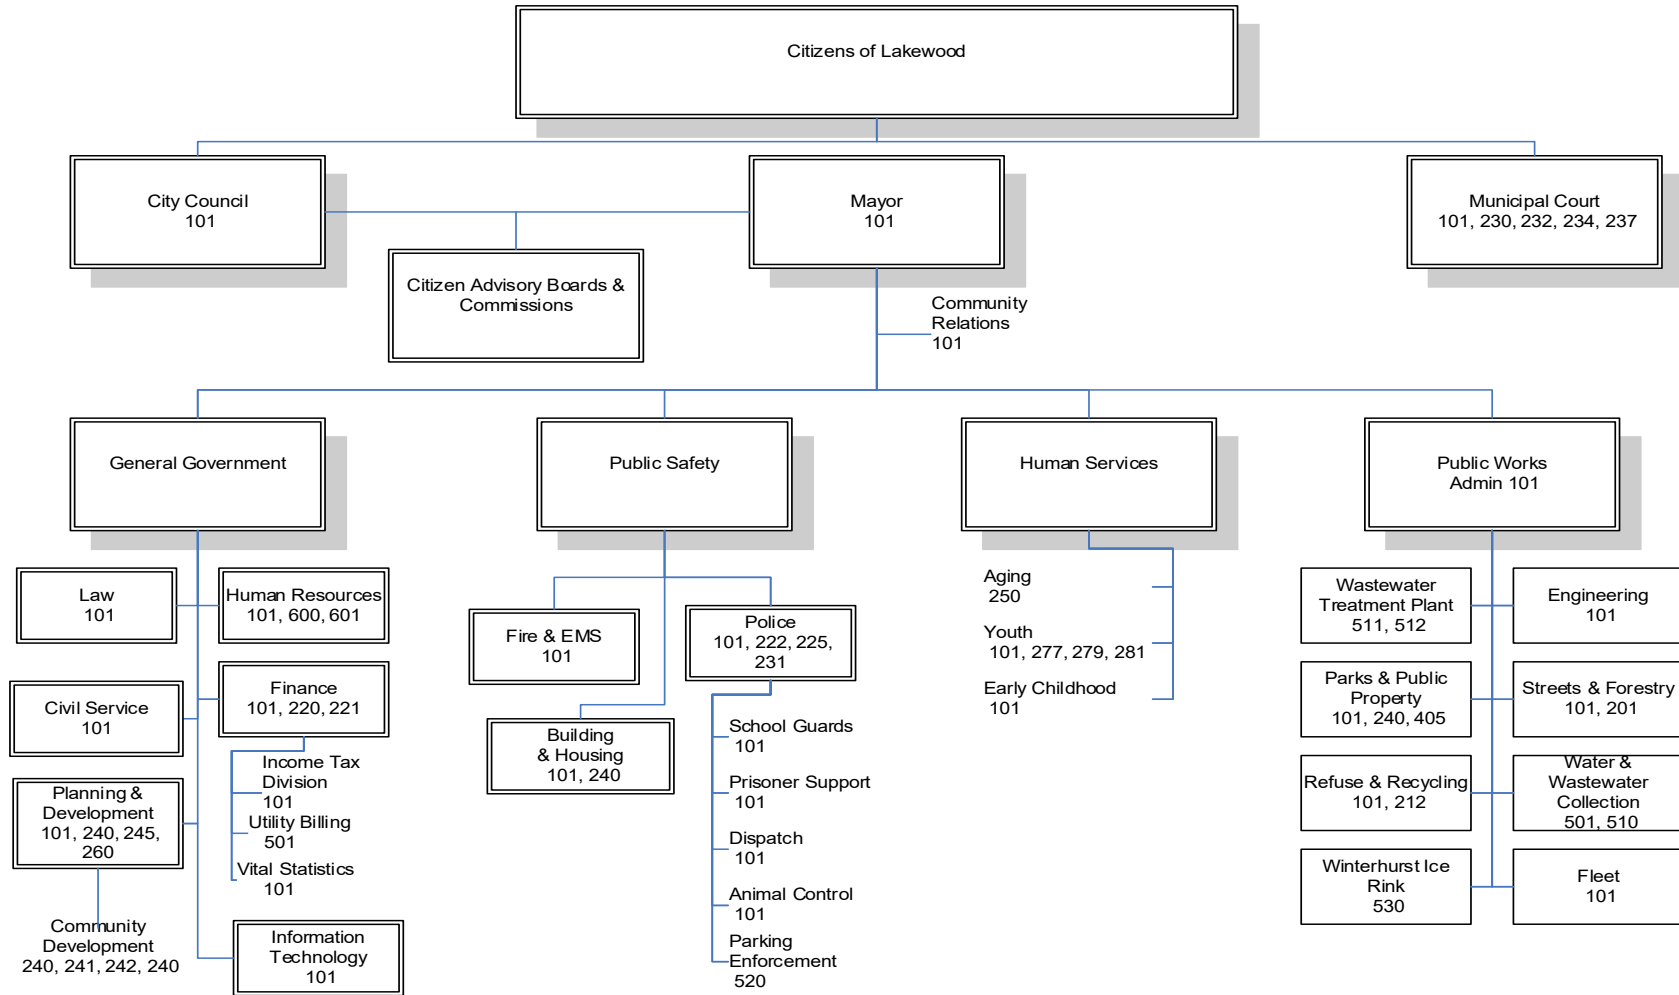 Citizens of Lakewood
City Council
101
Mayor
101
Municipal Court
101, 230, 232, 234, 237
Citizen Advisory Boards &
Commissions
Community
Relations
101
General Government
Public Safety
Human Services
Public Works
Admin 101
Law
101
Human Resources
101, 600, 601
Civil Service
101
Finance
101, 220, 221
Income Tax
Division
101
Utility Billing
501
Vital Statistics
101
Planning &
Development
101, 240, 245,
260
Community
Development
240, 241, 242, 240
Information
Technology
101
Fire & EMS
101
Police
101, 222, 225,
231
Building
& Housing
101, 240
School Guards
101
Prisoner Support
101
Dispatch
101
Animal Control
101
Parking
Enforcement
520
Aging
250
Youth
101, 277, 279, 281
Early Childhood
101
Wastewater
Treatment Plant
511, 512
Engineering
101
Parks & Public
Property
101, 240, 405
Streets & Forestry
101, 201
Refuse & Recycling
101, 212
Water &
Wastewater
Collection
501, 510
Winterhurst Ice
Rink
530
Fleet
101